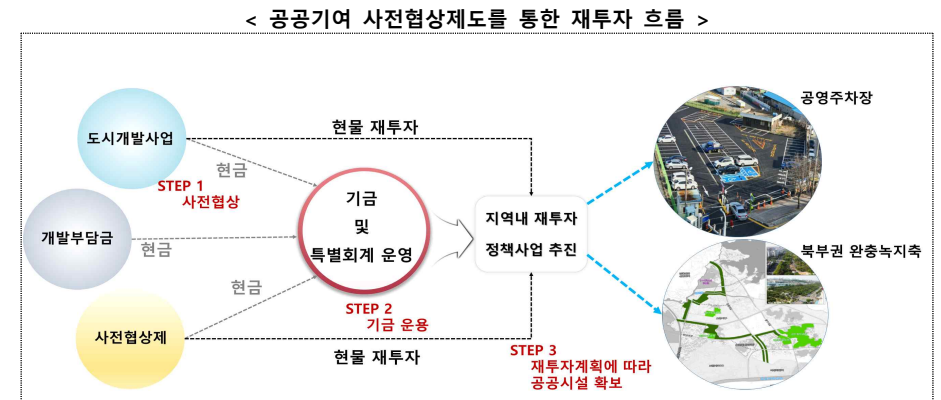 < 공공기여 사전협상제도를 통한 재투자 흐름 >
공영주차장
도시개발사업
현물 재투자
현금
STEP 1
사전협상
기금
및
특별회계 운영
지역내 재투자
정책사업 추진
개발부담금
현금
북부권 완충녹지축
현금
STEP 2
기금 운용
사전협상제
현물 재투자
STEP 3
재투자계획에 따라
공공시설 확보